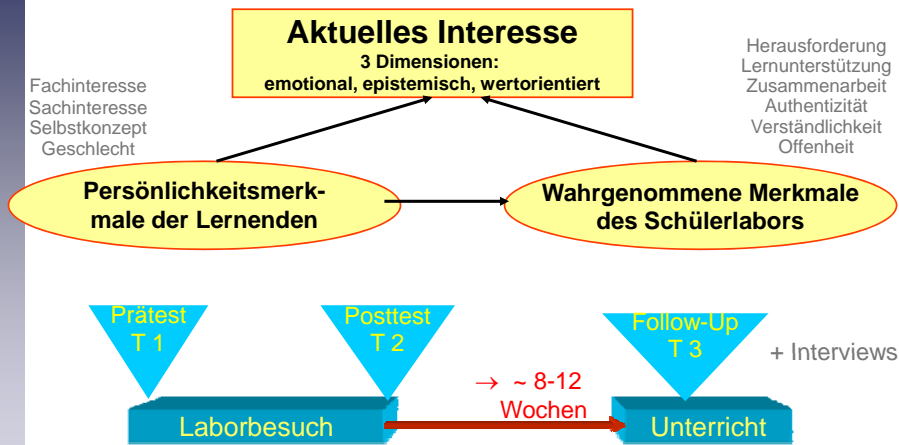 Aktuelles Interesse
3 Dimensionen:
emotional, epistemisch, wertorientiert
Fachinteresse
Sachinteresse
Selbstkonzept
Geschlecht
Herausforderung
Lernunterstützung
Zusammenarbeit
Authentizität
Verständlichkeit
Offenheit
Persönlichkeitsmerk-
male der Lernenden
Wahrgenommene Merkmale
des Schülerlabors
Prätest
T 1
Posttest
T 2
Follow-Up
T 3
+ Interviews
→ ~ 8-12
Wochen
Laborbesuch
Unterricht